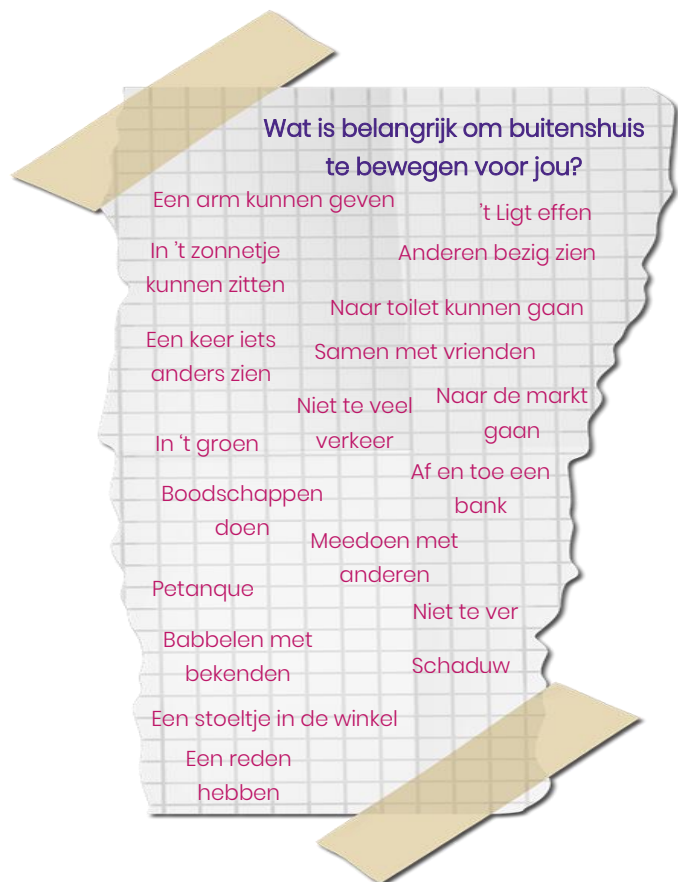 Wat is belangrijk om buitenshuis
te bewegen voor jou?
Een arm kunnen geven
't Ligt effen
In 't zonnetje
kunnen zitten
Anderen bezig zien
Naar toilet kunnen gaan
Een keer iets
anders zien
Samen met vrienden
Niet te veel
verkeer
Naar de markt
gaan
In ‘t groen
Af en toe een
bank
Boodschappen
doen
Meedoen met
anderen
Petanque
Niet te ver
Babbelen met
bekenden
Schaduw
Een stoeltje in de winkel
Een reden
hebben